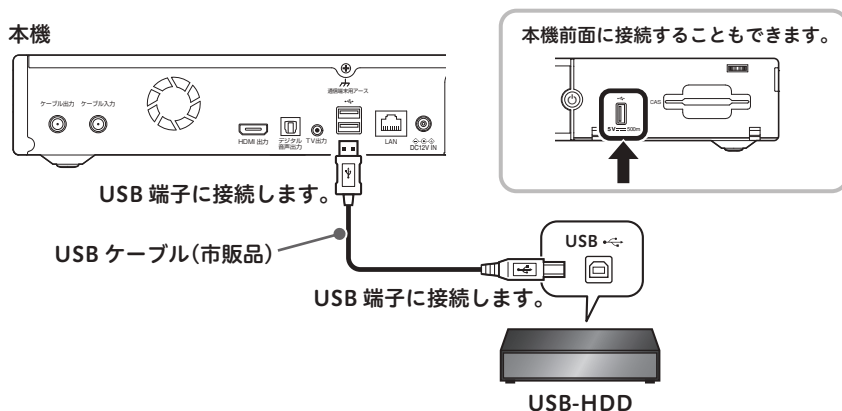 本機
本機前面に接続することもできます。
通信端末用アース
ケーブル出力 ケーブル入力
HDMI 出力
デジタル
音声出力
TV出力
LAN
DC12V IN
CAS
5V 500m
USB 端子に接続します。
USB ケーブル(市販品)
USB
USB 端子に接続します。
USB-HDD